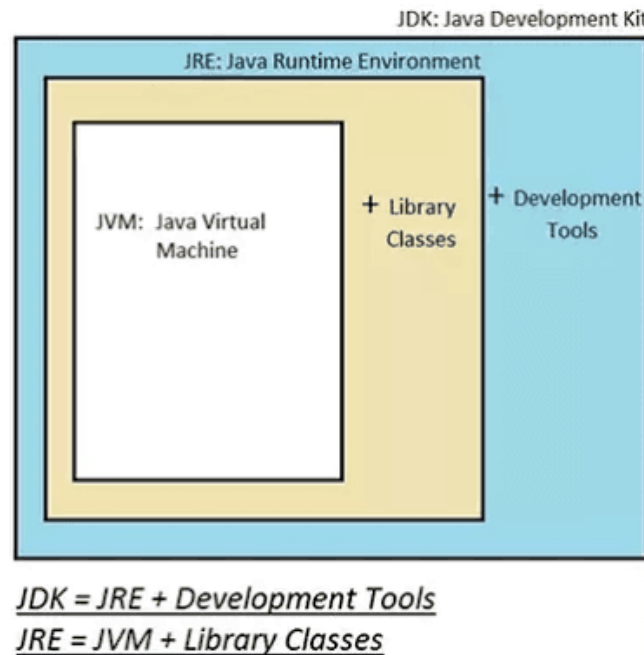 JDK: Java Development Kit
JRE: Java Runtime Environment
JVM: Java Virtual
Machine
+ Library
Classes
+ Development
Tools
JDK = JRE + Development Tools
JRE = JVM + Library Classes